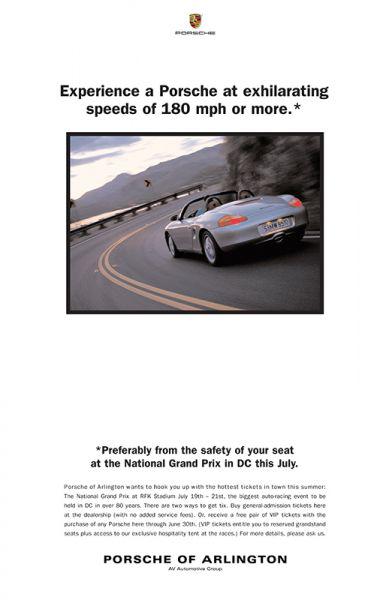 PORSCHE
Experience a Porsche at exhilarating
speeds of 180 mph or more.*
*Preferably from the safety of your seat
at the National Grand Prix in DC this July.
Porsche of Arlington wants to hook you up with the hottest tickets in town this summer:
The National Grand Prix at RFK Stadium July 19th – 21st, the biggest auto-racing event to be
held in DC in over 80 years. There are two ways to get six. Buy general-admission tickets here
at the dealership (with no added service fees). Or, receive a free pair of VIP tickets with the
purchase of any Porsche here through June 30th. (VIP tickets entitle you to reserved grandstand
seats plus access to our exclusive hospitality tent at the races.) For more details, please ask us.
PORSCHE OF ARLINGTON
AV Automotive Group